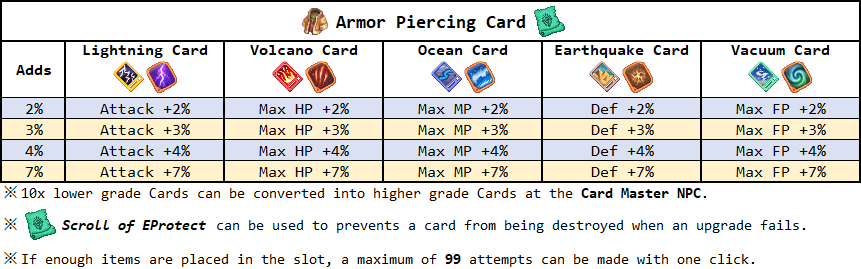 Armor Piercing Card
Adds Lightning Card Volcano Card Ocean Card Earthquake Card Vacuum Card
2% Attack +2% Max HP +2% Max MP +2% Def +2% Max FP +2%
3% Attack +3% Max HP +3% Max MP +3% Def +3% Max FP +3%
4% Attack +4% Max HP +4% Max MP +4% Def +4% Max FP +4%
7% Attack +7% Max HP +7% Max MP +7% Def +7% Max FP +7%
※10x lower grade Cards can be converted into higher grade Cards at the Card Master NPC.
※ Scroll of EProtect can be used to prevents a card from being destroyed when an upgrade fails.
※If enough items are placed in the slot, a maximum of 99 attempts can be made with one click.